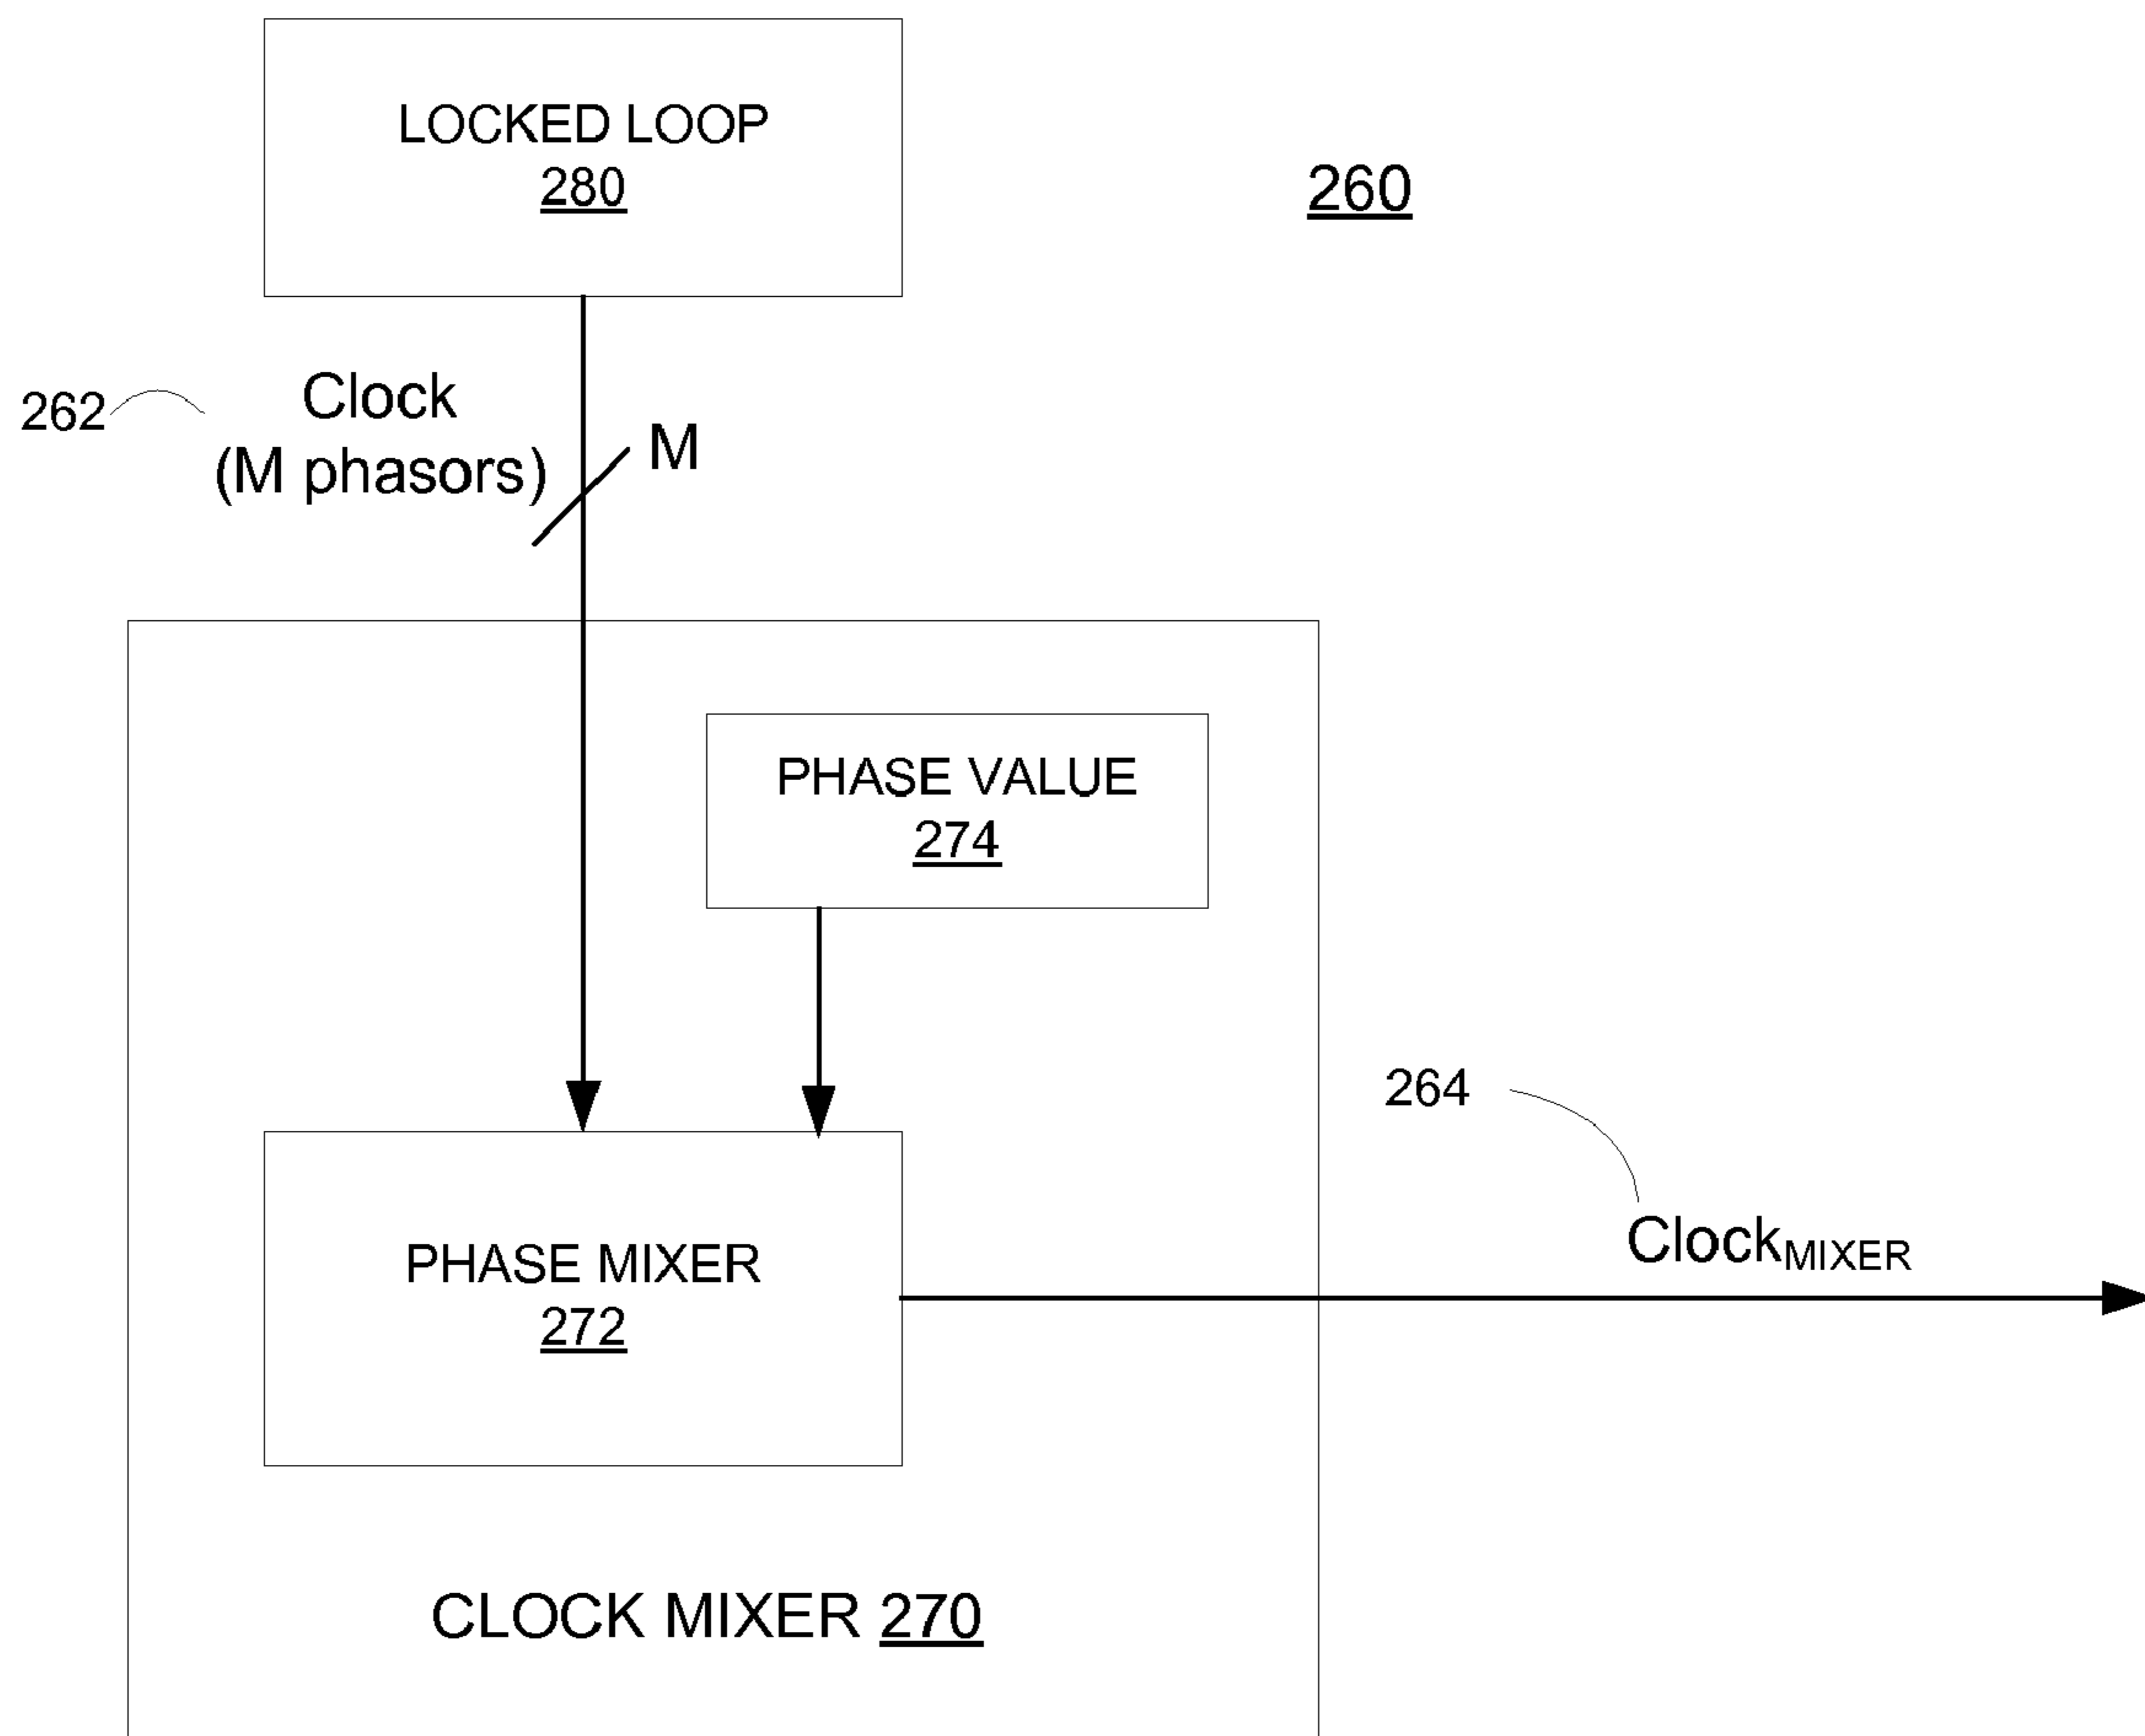 LOCKED LOOP
280
260
262
Clock
(M phasors)
M
PHASE VALUE
274
264
ClockMIXER
PHASE MIXER
272
CLOCK MIXER 270